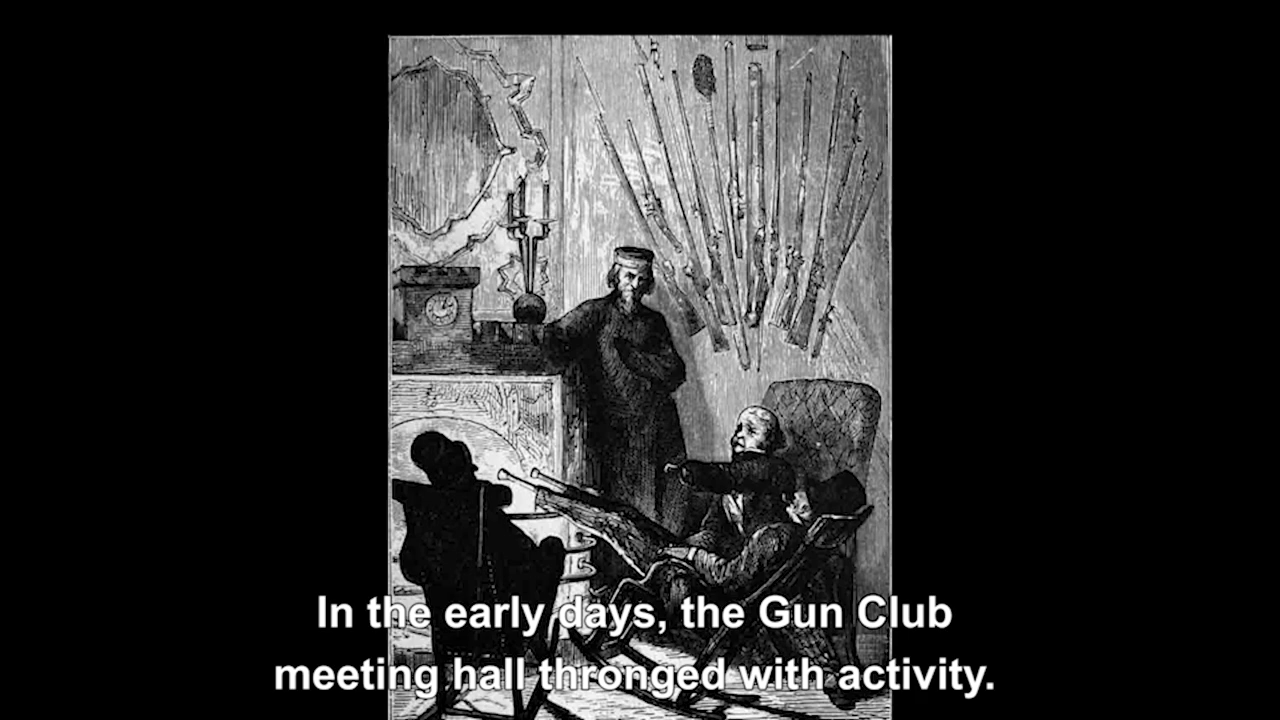 In the early days, the Gun Club
meeting hall thronged with activity.